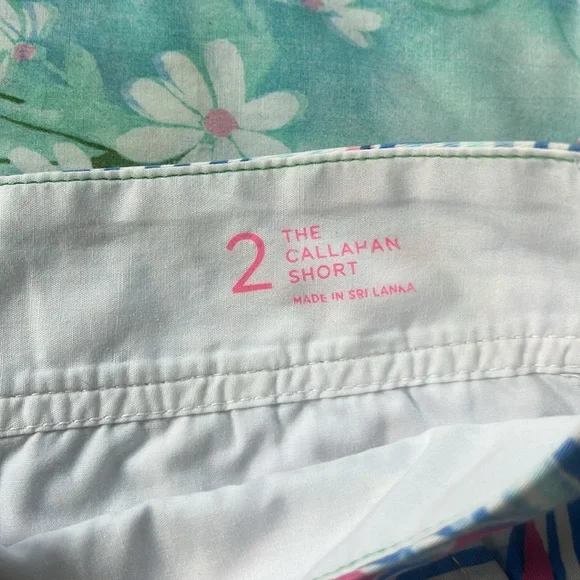 2
THE
CALLAHAN
SHORT
MADE IN SRI LANKA